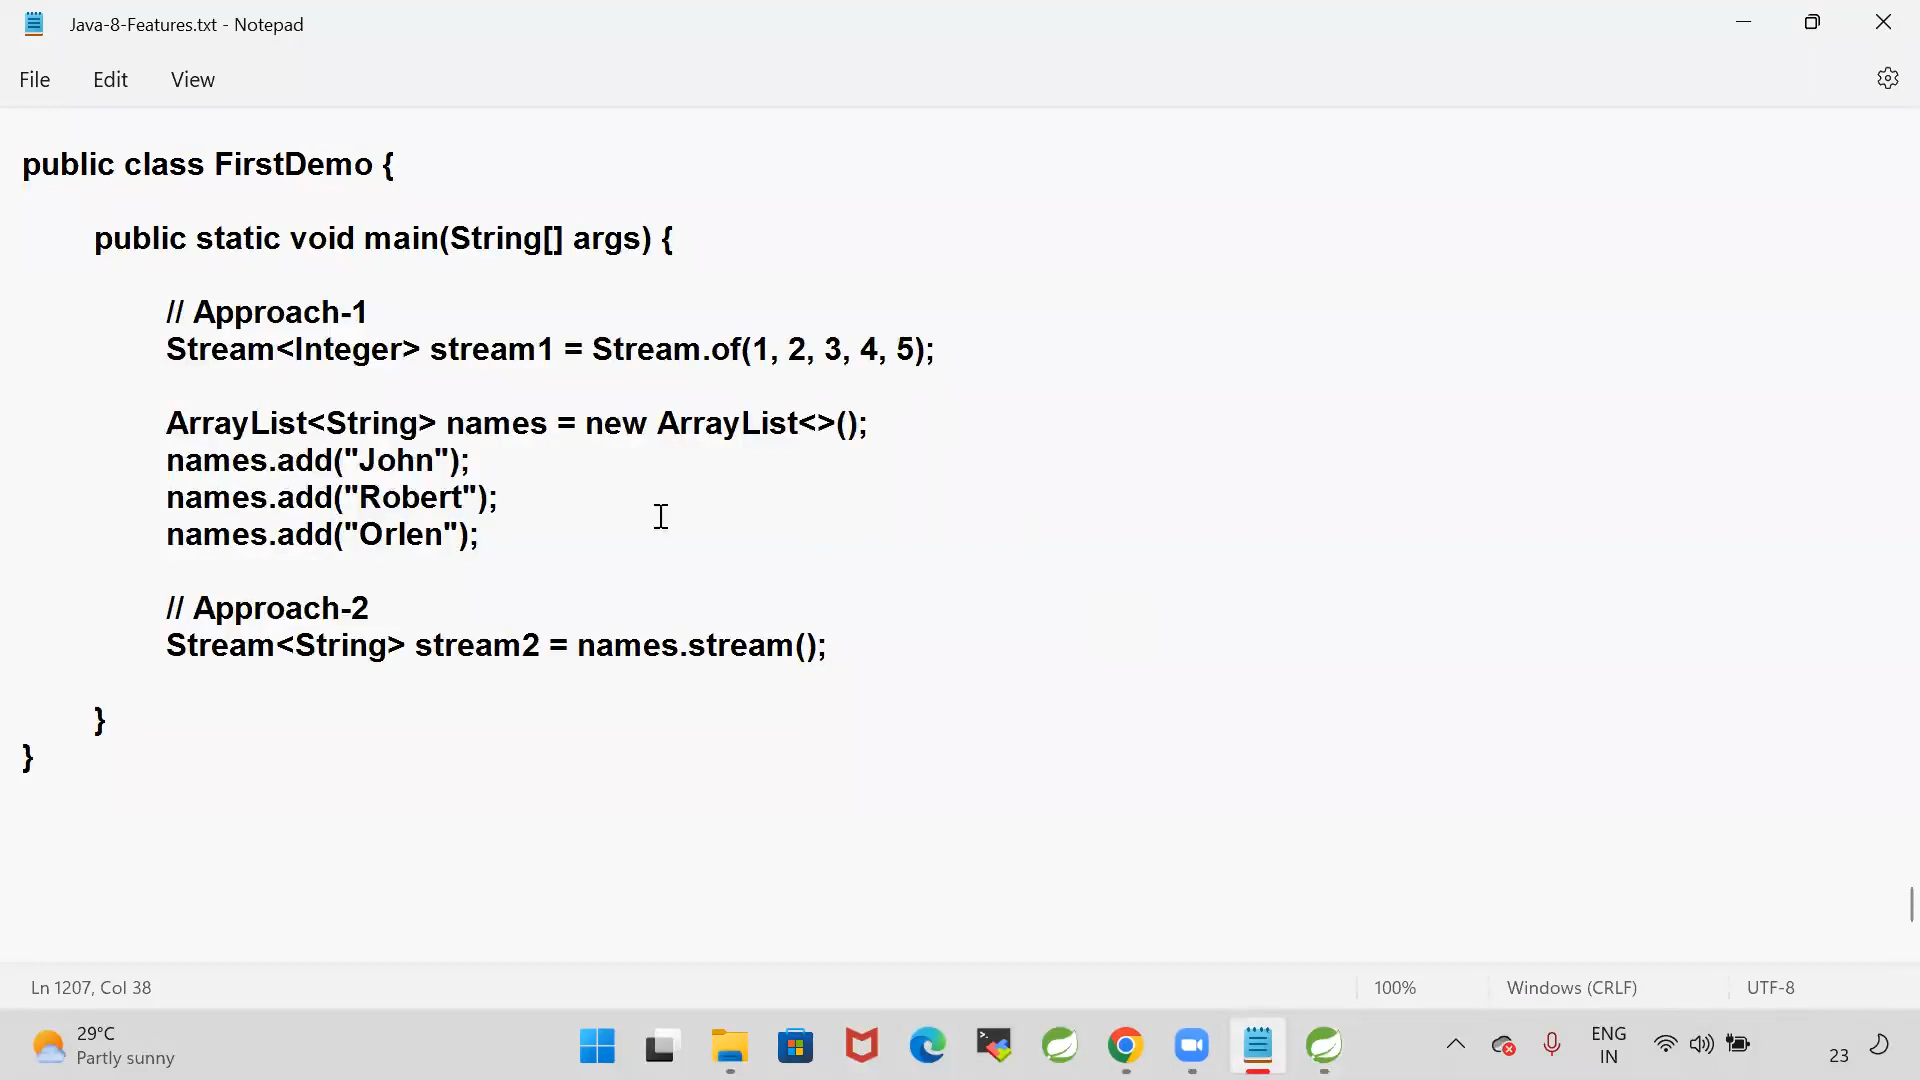 Java-8-Features.txt - Notepad
File Edit View
public class FirstDemo {
public static void main(String[] args) {
// Approach-1
Stream<Integer> stream1 = Stream.of(1, 2, 3, 4, 5);
ArrayList<String> names = new ArrayList<>();
names.add("John");
names.add("Robert");
names.add("Orlen");
// Approach-2
Stream<String> stream2 = names.stream();
}
}
Ln 1207, Col 38 100% Windows (CRLF) UTF-8
29°C
Partly sunny
ENG
IN
23